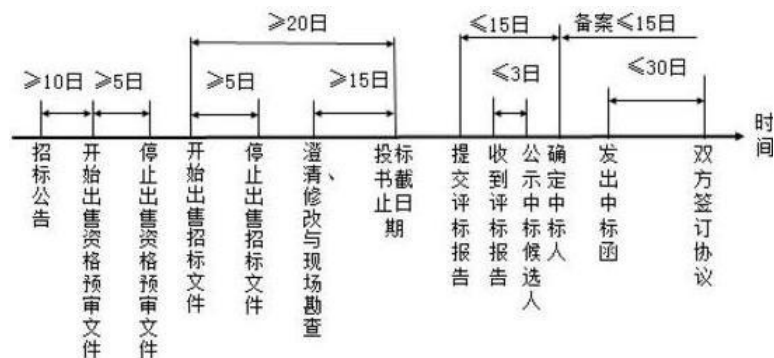 ≥20日
≤15日
备案≤15日
≥10日
≥5日
≥5日
≥15日
≤3日
≤30日
时间
招标公告
开始出售资格预审文件
停止出售资格预审文件
开始出售招标文件
停止出售招标文件
澄清、修改与现场勘查
投标书截止日期
提交评标报告
收到评标报告
公示中标候选人
确定中标人
发出中标函
双方签订协议